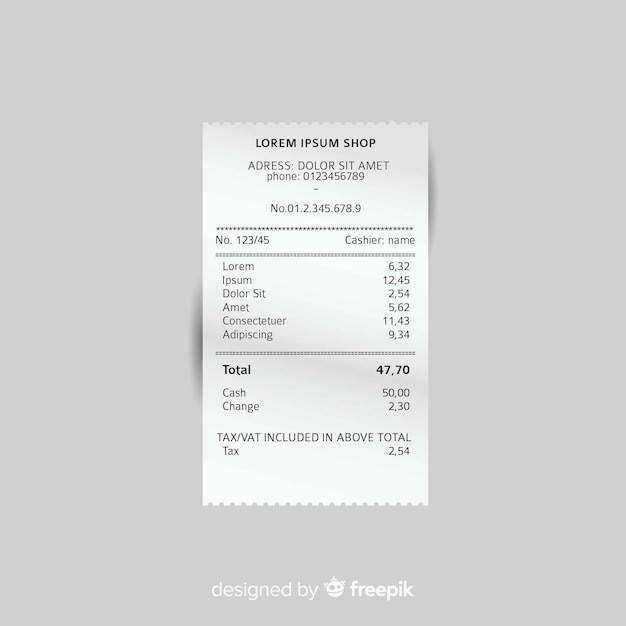 LOREM IPSUM SHOP
ADRESS: DOLOR SIT AMET
phone: 0123456789
-
No.01.2.345.678.9
************************************************
No. 123/45 Cashier: name
================================================
Lorem 6,32
Ipsum 12,45
Dolor Sit 2,54
Amet 5,62
Consectetuer 11,43
Adipiscing 9,34
================================================
Total 47,70
Cash 50,00
Change 2,30
TAX/VAT INCLUDED IN ABOVE TOTAL
Tax 2,54
designed by freepik